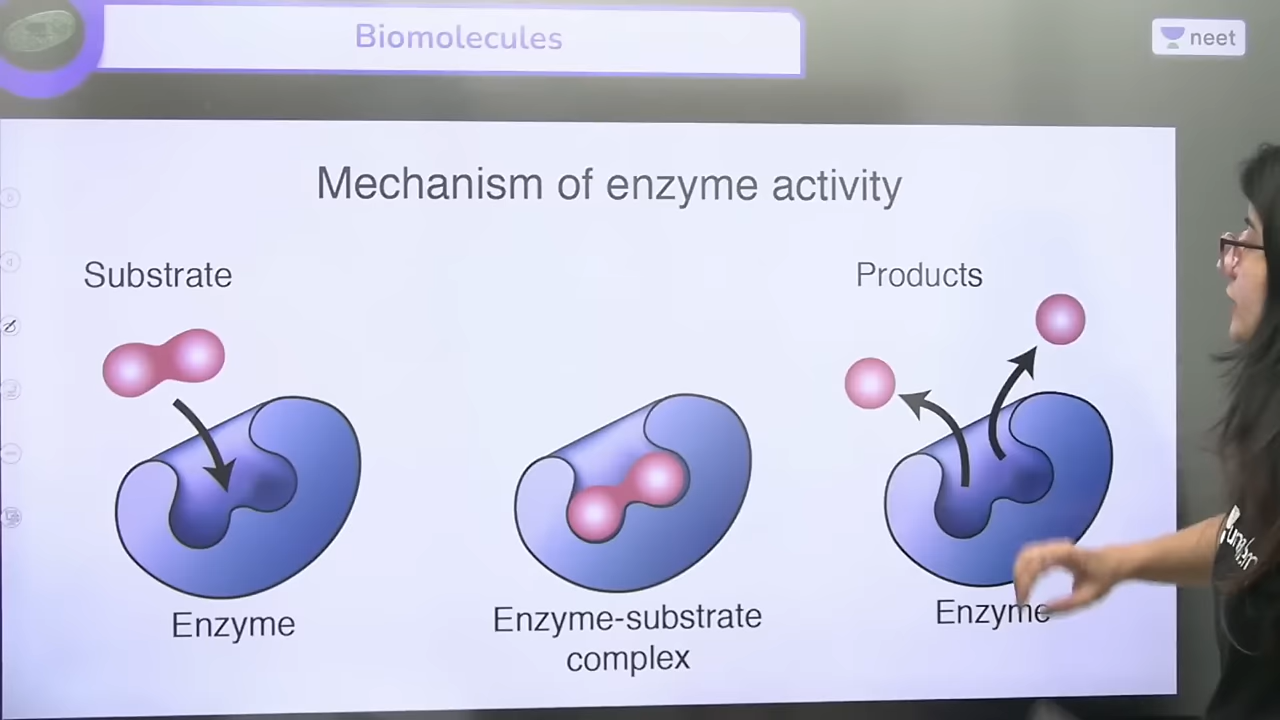 Biomolecules
neet
Mechanism of enzyme activity
Substrate
Products
Enzyme
Enzyme-substrate
complex
Enzyme